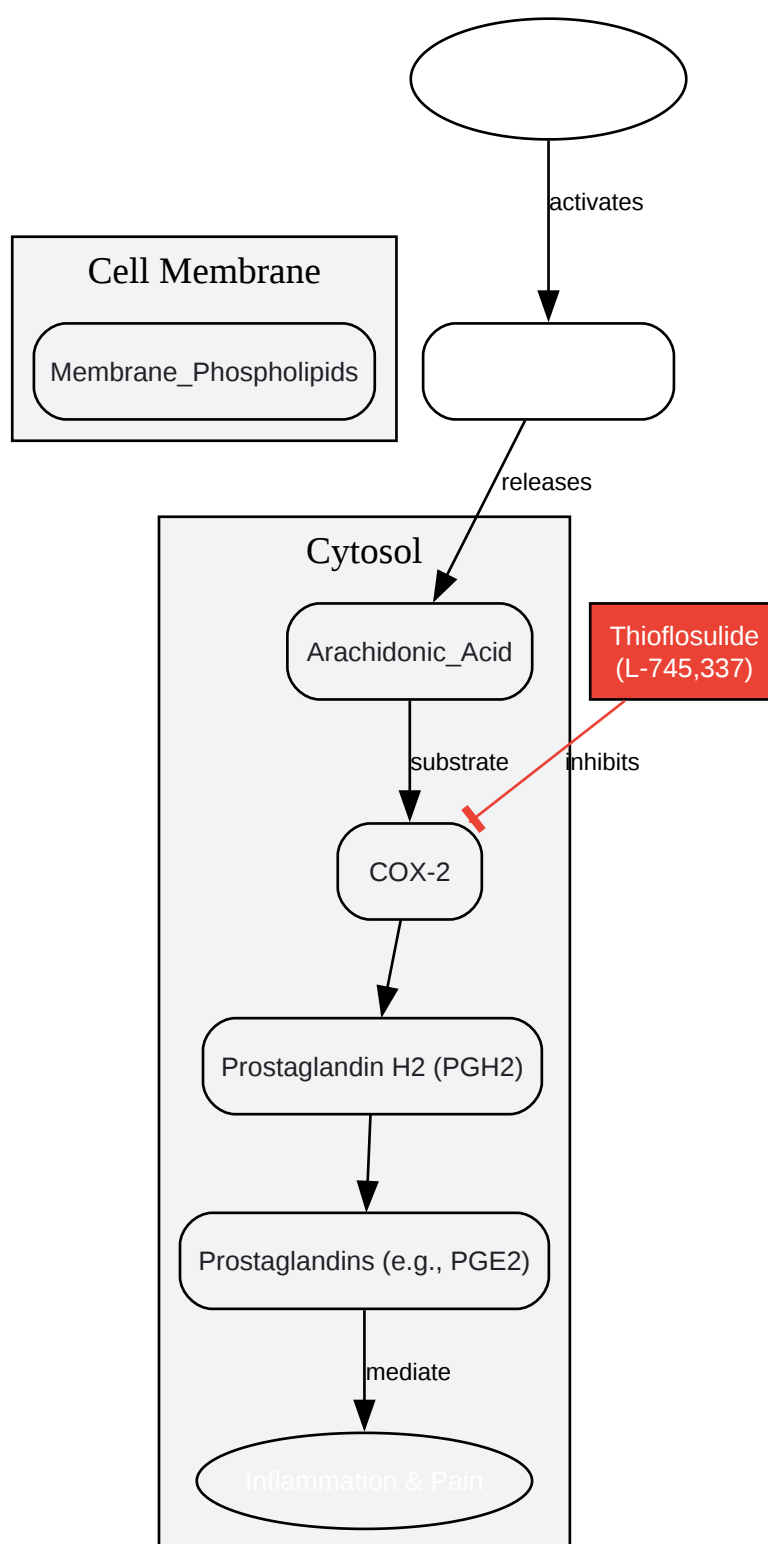 activates
Cell Membrane
Membrane_Phospholipids
releases
Cytosol
Arachidonic_Acid
Thioflosulide
(L-745,337)
substrate
inhibits
COX-2
Prostaglandin H2 (PGH2)
Prostaglandins (e.g., PGE2)
mediate
Inflammation & Pain